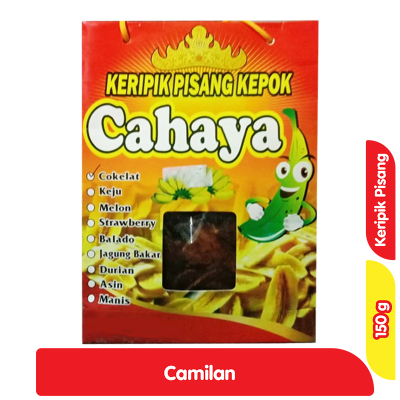 KERIPIK PISANG KEPOK
Cahaya
Cokelat
Keju
Melon
Strawberry
Balado
Jagung Bakar
Durian
Asin
Manis
Keripik Pisang
150 g
Camilan